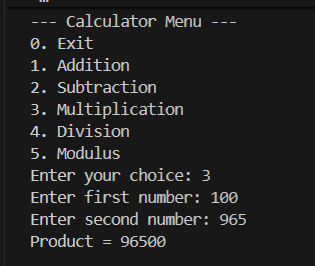 --- Calculator Menu ---
0. Exit
1. Addition
2. Subtraction
3. Multiplication
4. Division
5. Modulus
Enter your choice: 3
Enter first number: 100
Enter second number: 965
Product = 96500